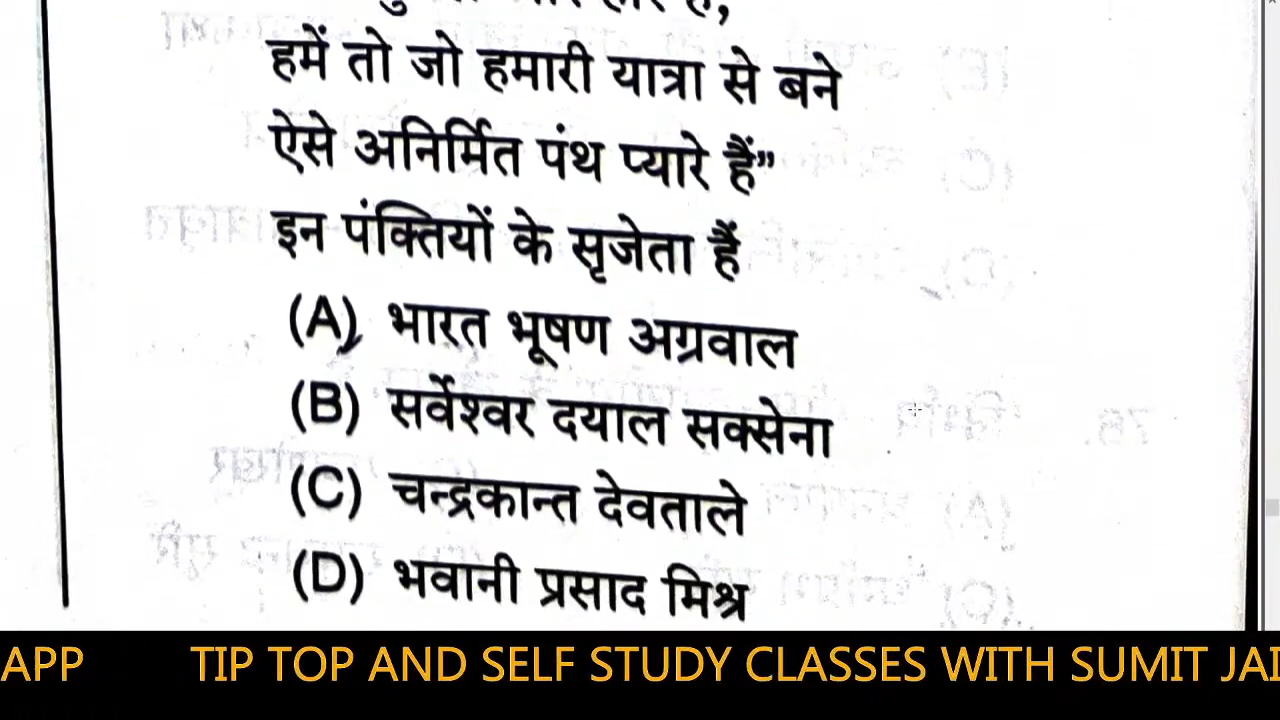 हमें तो जो हमारी यात्रा से बने
ऐसे अनिर्मित पंथ प्यारे हैं”
इन पंक्तियों के सृजेता हैं
(A) भारत भूषण अग्रवाल
(B) सर्वेश्वर दयाल सक्सेना
(C) चन्द्रकान्त देवताले
(D) भवानी प्रसाद मिश्र
APP TIP TOP AND SELF STUDY CLASSES WITH SUMIT JAI